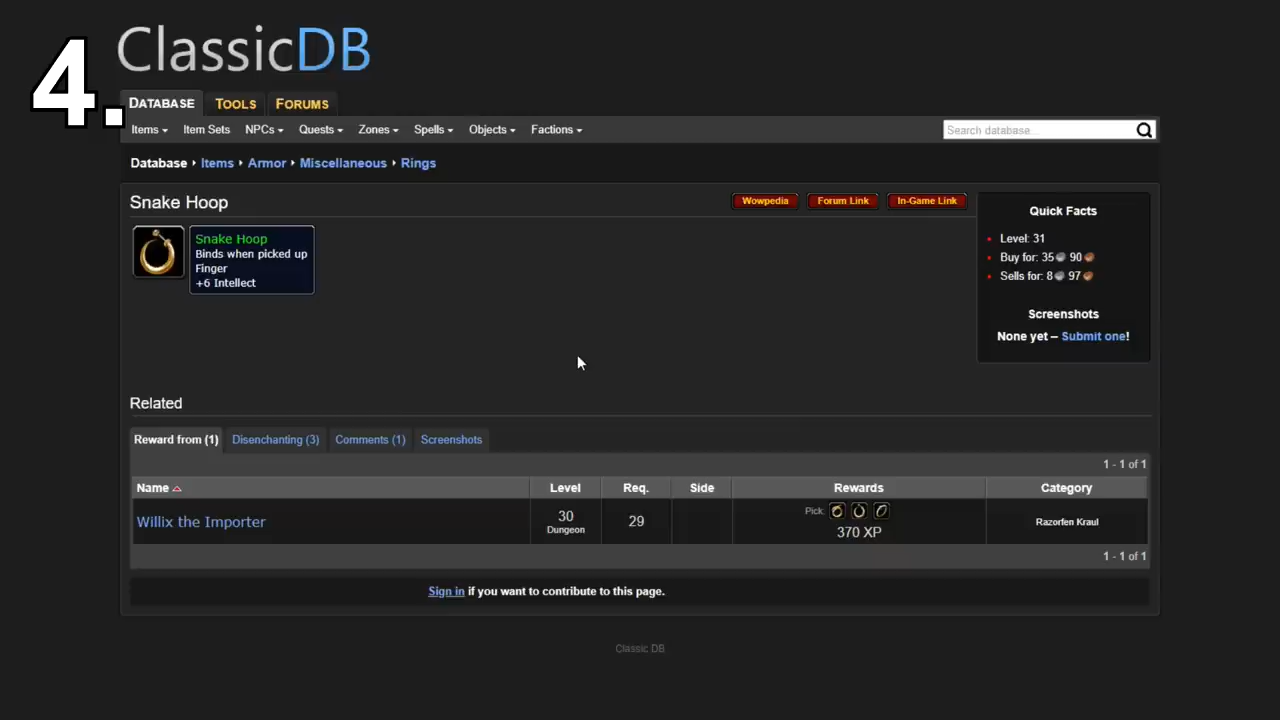 4.
ClassicDB
Database Tools Forums
Items Item Sets NPCs Quests Zones Spells Objects Factions Search database...
Database Items Armor Miscellaneous Rings
Snake Hoop Wowpedia Forum Link In-Game Link
Snake Hoop
Binds when picked up
Finger
+6 Intellect
Quick Facts
Level: 31
Buy for: 35 90
Sells for: 8 97
Screenshots
None yet – Submit one!
Related
Reward from (1) Disenchanting (3) Comments (1) Screenshots
1 - 1 of 1
Name Level Req. Side Rewards Category
Willix the Importer 30 Dungeon 29 Pick: 370 XP Razorfen Kraul
1 - 1 of 1
Sign in if you want to contribute to this page.
Classic DB